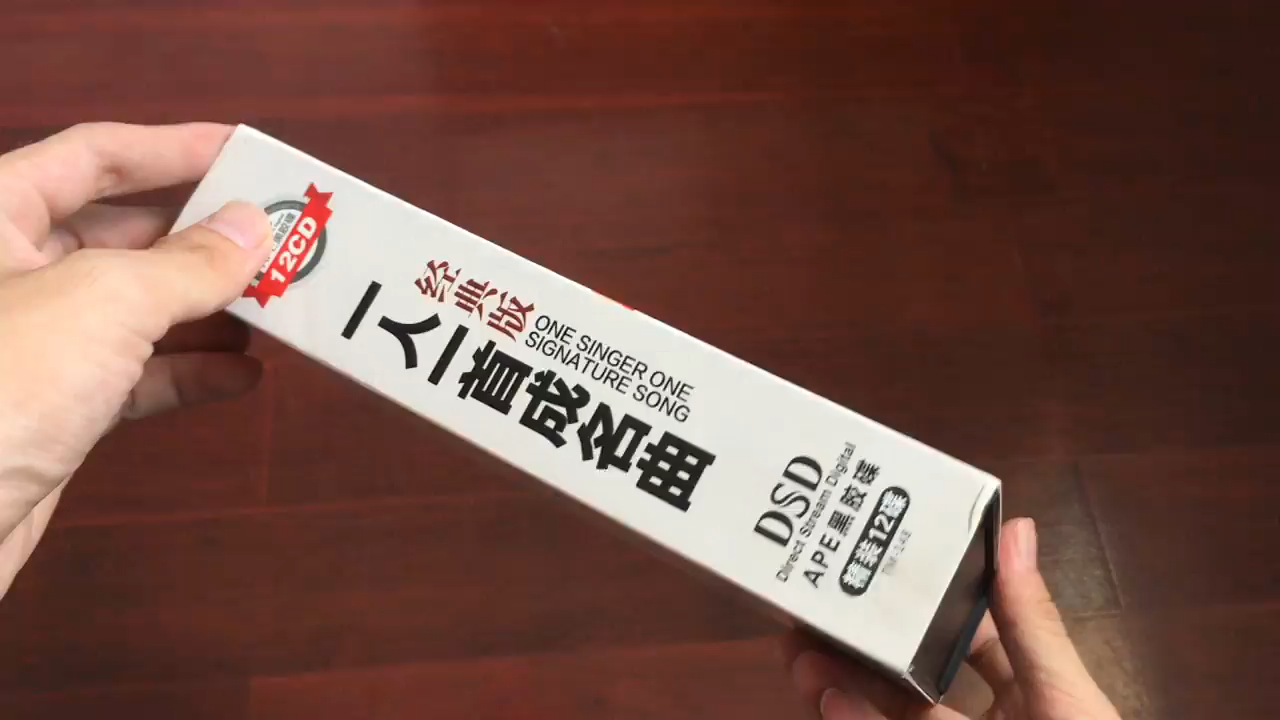 12CD
经典版
ONE SINGER ONE
SIGNATURE SONG
一人一首成名曲
DSD
Direct Stream Digital
APE黑胶碟
精装12碟